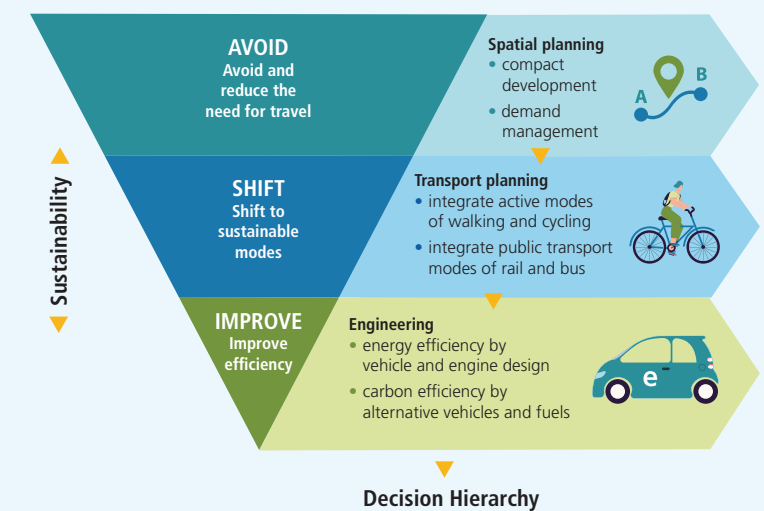 AVOID
Avoid and
reduce the
need for travel
Spatial planning
• compact
development
• demand
management
A
B
SHIFT
Shift to
sustainable
modes
Transport planning
• integrate active modes
of walking and cycling
• integrate public transport
modes of rail and bus
IMPROVE
Improve
efficiency
Engineering
• energy efficiency by
vehicle and engine design
• carbon efficiency by
alternative vehicles and fuels
e
Sustainability
Decision Hierarchy